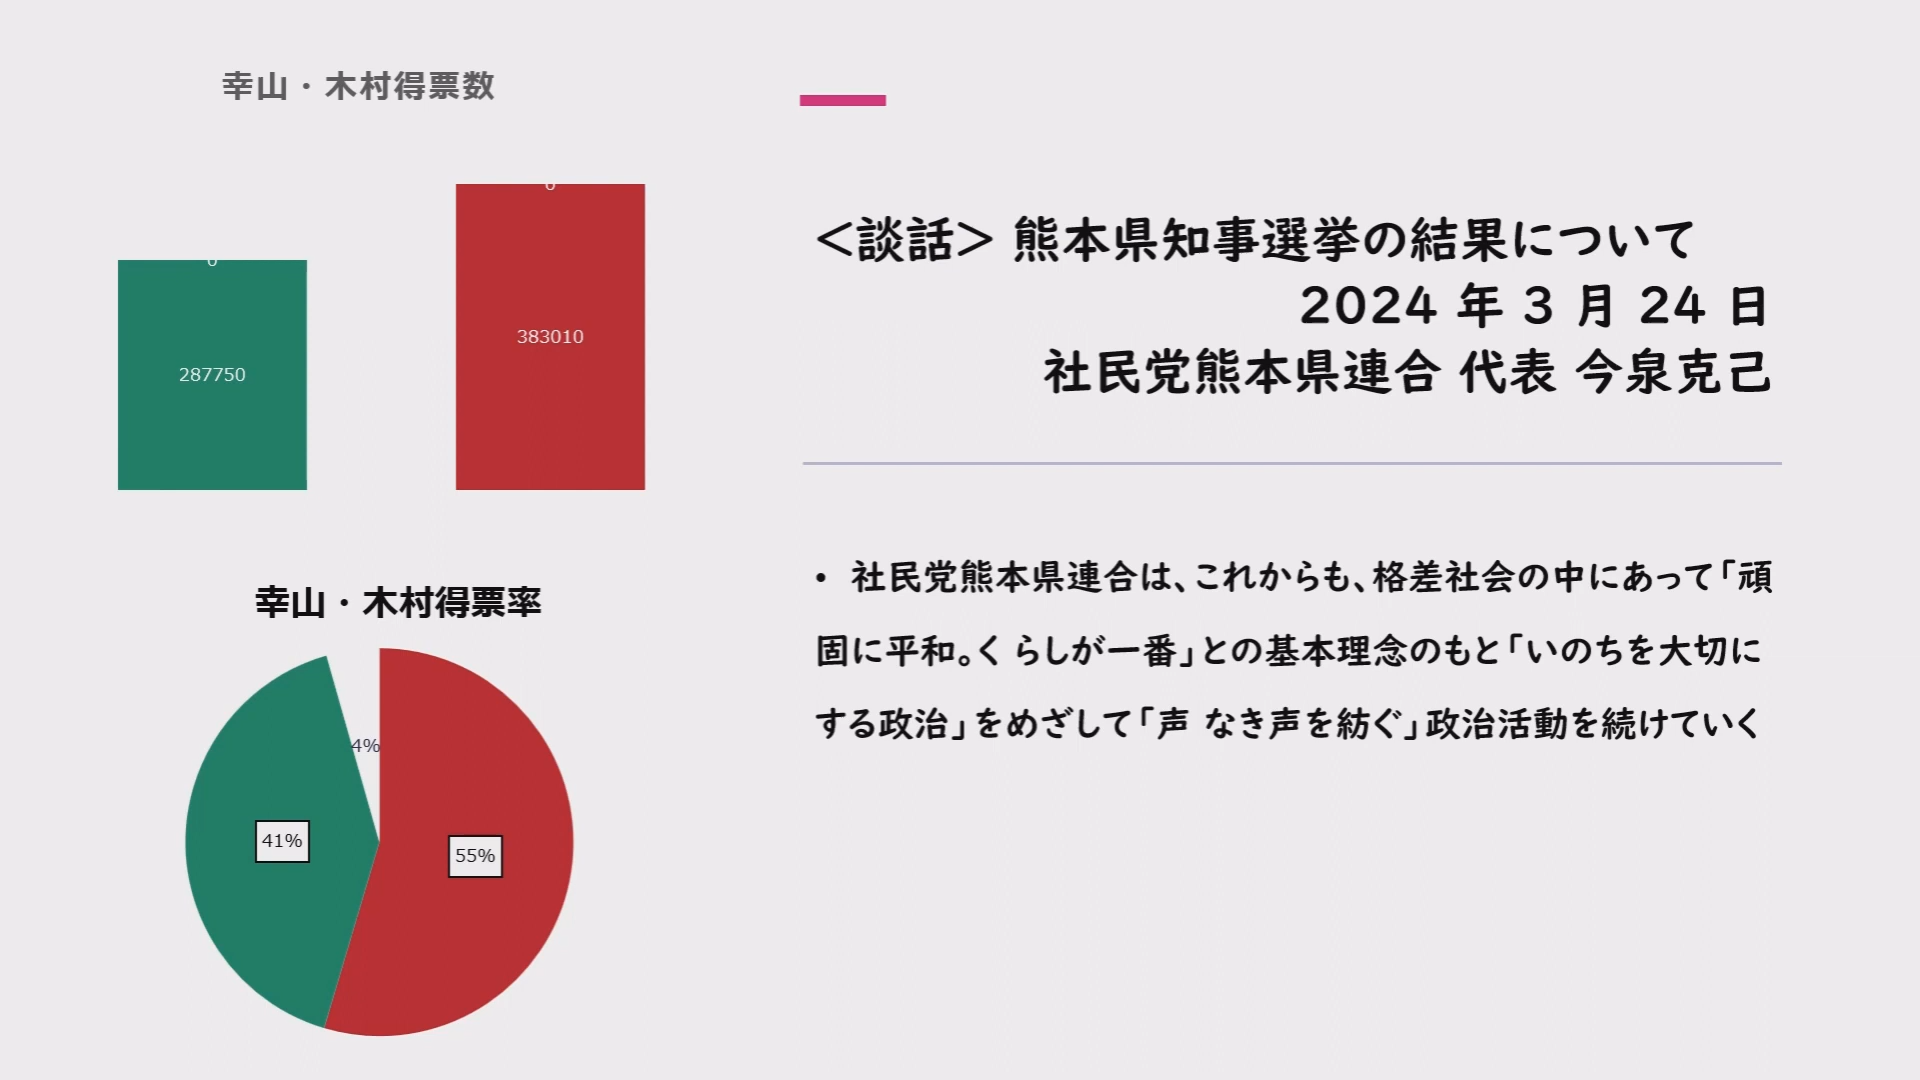 幸山・木村得票数
0
287750
0
383010
幸山・木村得票率
4%
41%
55%
＜談話＞ 熊本県知事選挙の結果について
2024 年 3 月 24 日
社民党熊本県連合 代表 今泉克己
• 社民党熊本県連合は、これからも、格差社会の中にあって「頑
固に平和。く らしが一番」との基本理念のもと「いのちを大切に
する政治」をめざして「声 なき声を紡ぐ」政治活動を続けていく